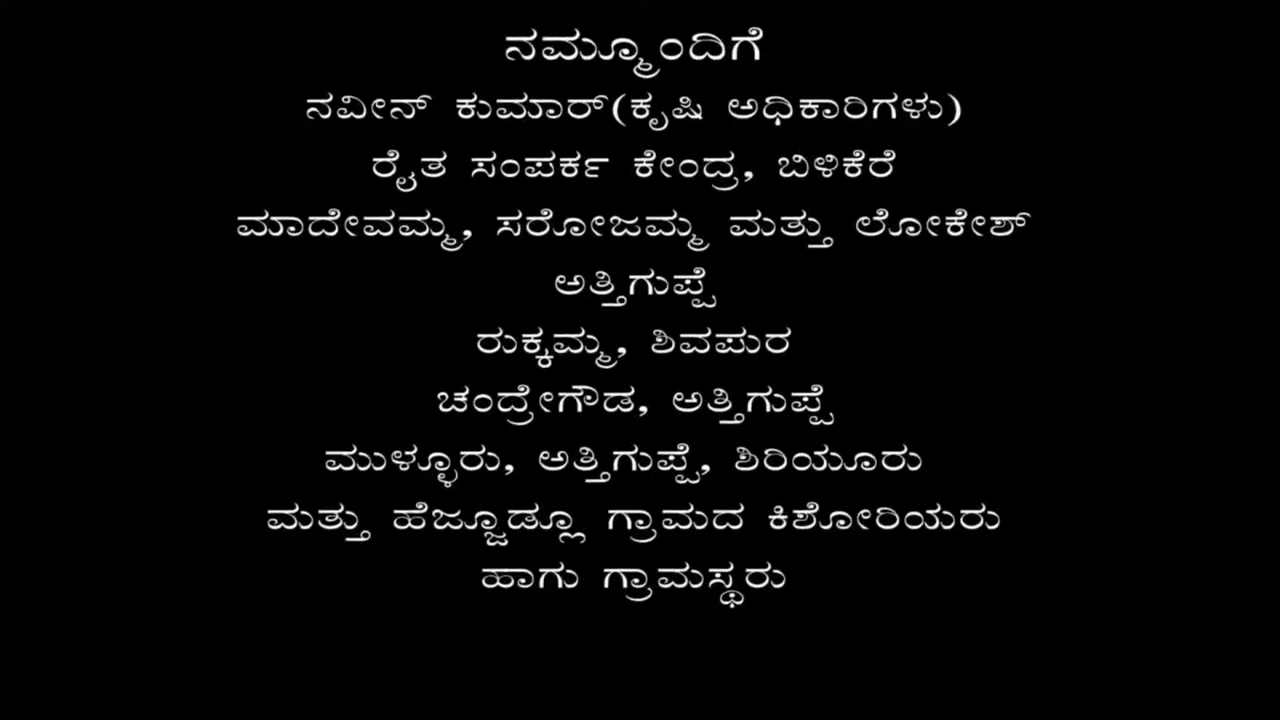 ನಮ್ಮೊಂದಿಗೆ
ನವೀನ್ ಕುಮಾರ್(ಕೃಷಿ ಅಧಿಕಾರಿಗಳು)
ರೈತ ಸಂಪರ್ಕ ಕೇಂದ್ರ, ಬಿಳಿಕೆರೆ
ಮಾದೇವಮ್ಮ, ಸರೋಜಮ್ಮ ಮತ್ತು ಲೋಕೇಶ್
ಅತ್ತಿಗುಪ್ಪೆ
ರುಕ್ಕಮ್ಮ, ಶಿವಪುರ
ಚಂದ್ರೇಗೌಡ, ಅತ್ತಿಗುಪ್ಪೆ
ಮುಳ್ಳೂರು, ಅತ್ತಿಗುಪ್ಪೆ, ಶಿರಿಯೂರು
ಮತ್ತು ಹೆಜ್ಜೂಡ್ಲೂ ಗ್ರಾಮದ ಕಿಶೋರಿಯರು
ಹಾಗು ಗ್ರಾಮಸ್ಥರು